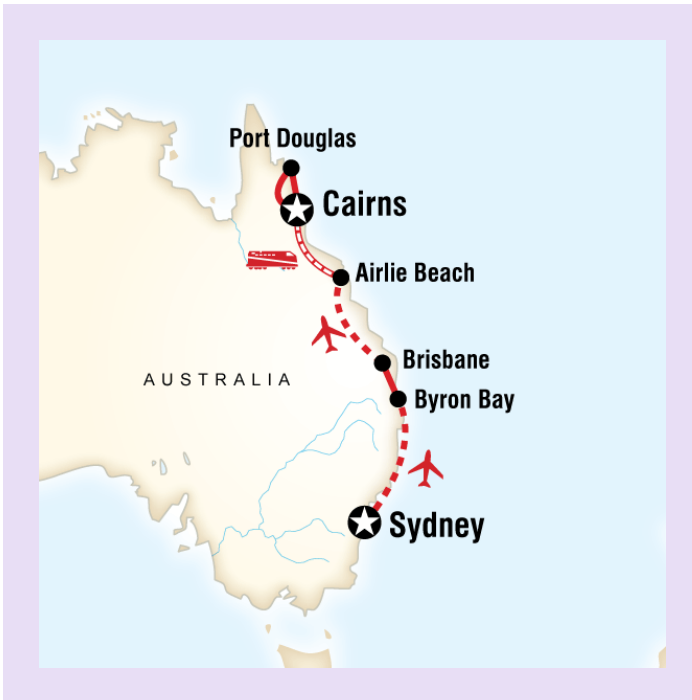 Port Douglas
Cairns
Airlie Beach
Brisbane
AUSTRALIA
Byron Bay
Sydney